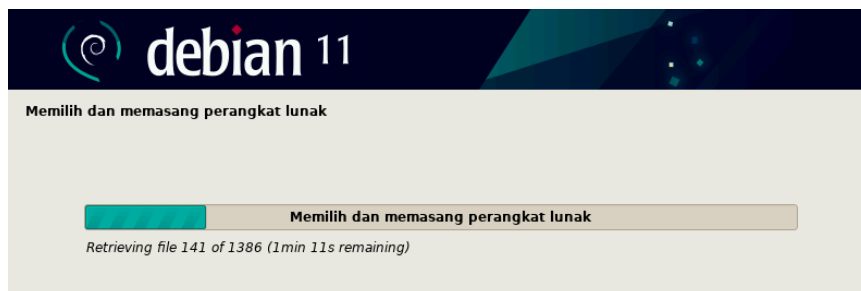 debian 11
Memilih dan memasang perangkat lunak
Memilih dan memasang perangkat lunak
Retrieving file 141 of 1386 (1min 11s remaining)